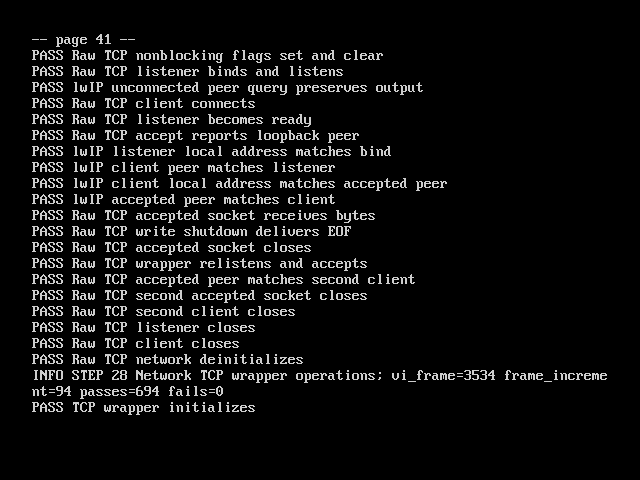 -- page 41 --
PASS Raw TCP nonblocking flags set and clear
PASS Raw TCP listener binds and listens
PASS lwIP unconnected peer query preserves output
PASS Raw TCP client connects
PASS Raw TCP listener becomes ready
PASS Raw TCP accept reports loopback peer
PASS lwIP listener local address matches bind
PASS lwIP client peer matches listener
PASS lwIP client local address matches accepted peer
PASS lwIP accepted peer matches client
PASS Raw TCP accepted socket receives bytes
PASS Raw TCP write shutdown delivers EOF
PASS Raw TCP accepted socket closes
PASS Raw TCP wrapper relistens and accepts
PASS Raw TCP accepted peer matches second client
PASS Raw TCP second accepted socket closes
PASS Raw TCP second client closes
PASS Raw TCP listener closes
PASS Raw TCP client closes
PASS Raw TCP network deinitializes
INFO STEP 28 Network TCP wrapper operations; vi_frame=3534 frame_increme
nt=94 passes=694 fails=0
PASS TCP wrapper initializes